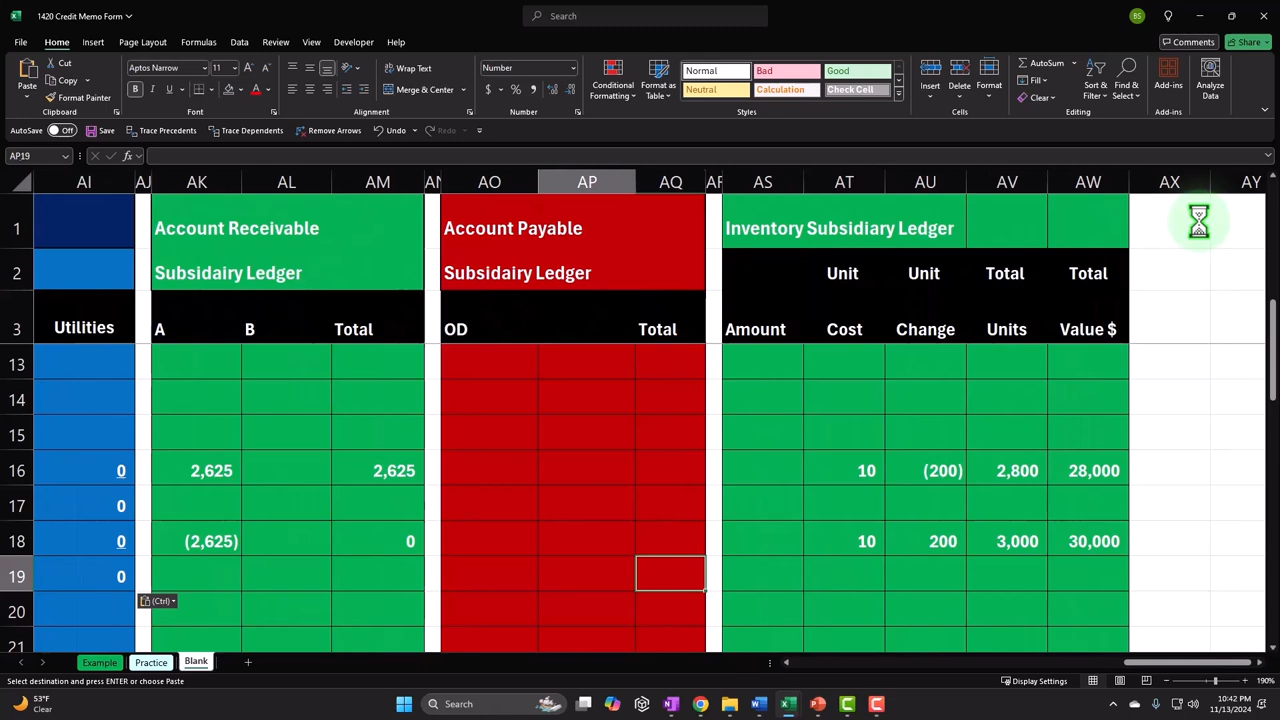 1420 Credit Memo Form
Search
BS
File Home Insert Page Layout Formulas Data Review View Developer Help
Comments Share
Cut
Copy
Paste
Format Painter
Clipboard
Aptos Narrow 11
Font
Wrap Text
Merge & Center
Alignment
Number
Number
Conditional Formatting
Format as Table
Normal Bad Good
Neutral Calculation Check Cell
Styles
Insert Delete Format
Cells
AutoSum
Fill
Clear
Sort & Filter
Find & Select
Editing
Add-ins
Add-ins
Analyze Data
AutoSave Off Save Trace Precedents Trace Dependents Remove Arrows Undo Redo
AP19 fx
AI AJ AK AL AM AN AO AP AQ AR AS AT AU AV AW AX AY
1 Account Receivable Account Payable Inventory Subsidiary Ledger
2 Subsidairy Ledger Subsidairy Ledger Unit Unit Total Total
3 Utilities A B Total OD Total Amount Cost Change Units Value $
13
14
15
16 0 2,625 2,625 10 (200) 2,800 28,000
17 0
18 0 (2,625) 0 10 200 3,000 30,000
19 0
(Ctrl)
20
21
Example Practice Blank
Select destination and press ENTER or choose Paste
Display Settings 190%
53°F
Clear
Search
10:42 PM
11/13/2024